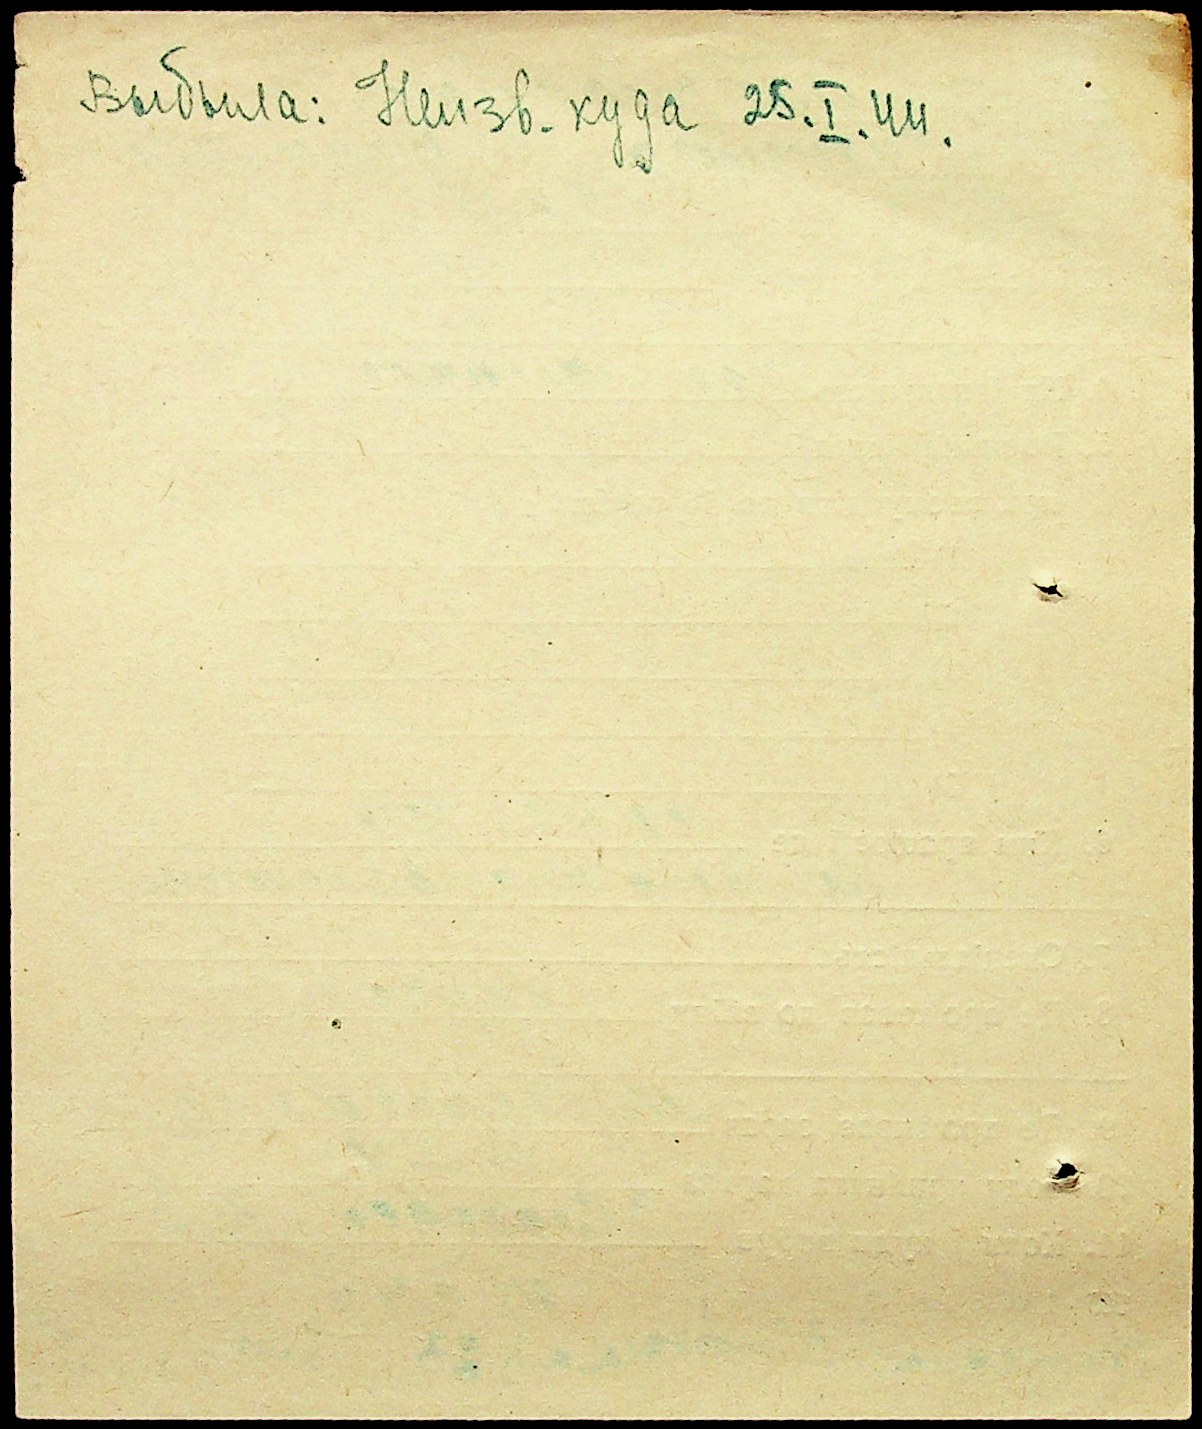 Выбыла: Неизв. куда 25.I.44.